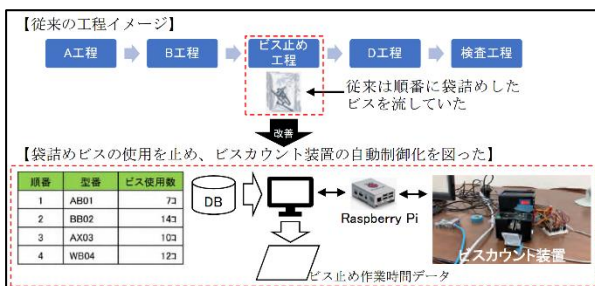 【従来の工程イメージ】
A工程
B工程
ビス止め
工程
D工程
検査工程
従来は順番に袋詰めした
ビスを流していた
改善
【袋詰めビスの使用を止め、ビスカウント装置の自動制御化を図った】
順番 型番 ビス使用数
1 AB01 7コ
2 BB02 14コ
3 AX03 10コ
4 WB04 12コ
DB
Raspberry Pi
ビスカウント装置
ビス止め作業時間データ